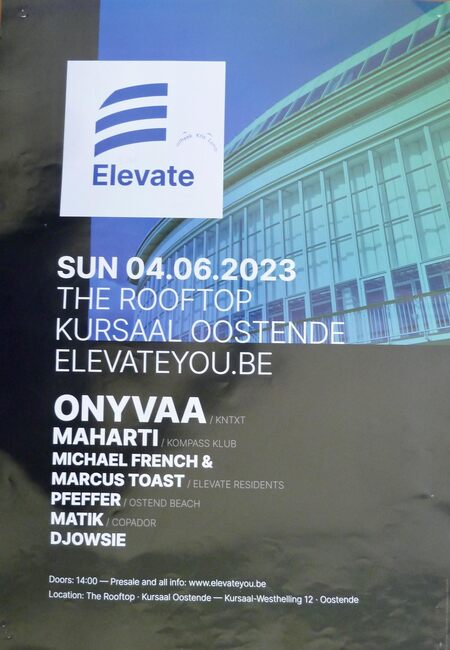 Elevate
SUN 04.06.2023
THE ROOFTOP
KURSAAL OOSTENDE
ELEVATEYOU.BE
ONYVAA / KNTXT
MAHARTI / KOMPASS KLUB
MICHAEL FRENCH &
MARCUS TOAST / ELEVATE RESIDENTS
PFEFFER / OSTEND BEACH
MATIK / COPADOR
DJOWSIE
Doors: 14:00 — Presale and all info: www.elevateyou.be
Location: The Rooftop · Kursaal Oostende — Kursaal-Westhelling 12 · Oostende